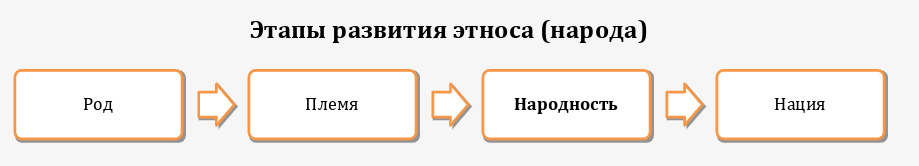 Этапы развития этноса (народа)
Род
Племя
Народность
Нация